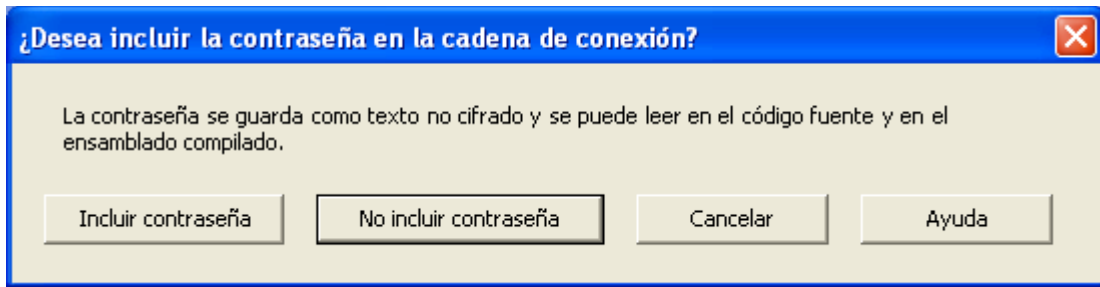 ¿Desea incluir la contraseña en la cadena de conexión?
La contraseña se guarda como texto no cifrado y se puede leer en el código fuente y en el
ensamblado compilado.
Incluir contraseña No incluir contraseña Cancelar Ayuda